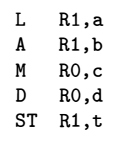 L R1,a
A R1,b
M R0,c
D R0,d
ST R1,t